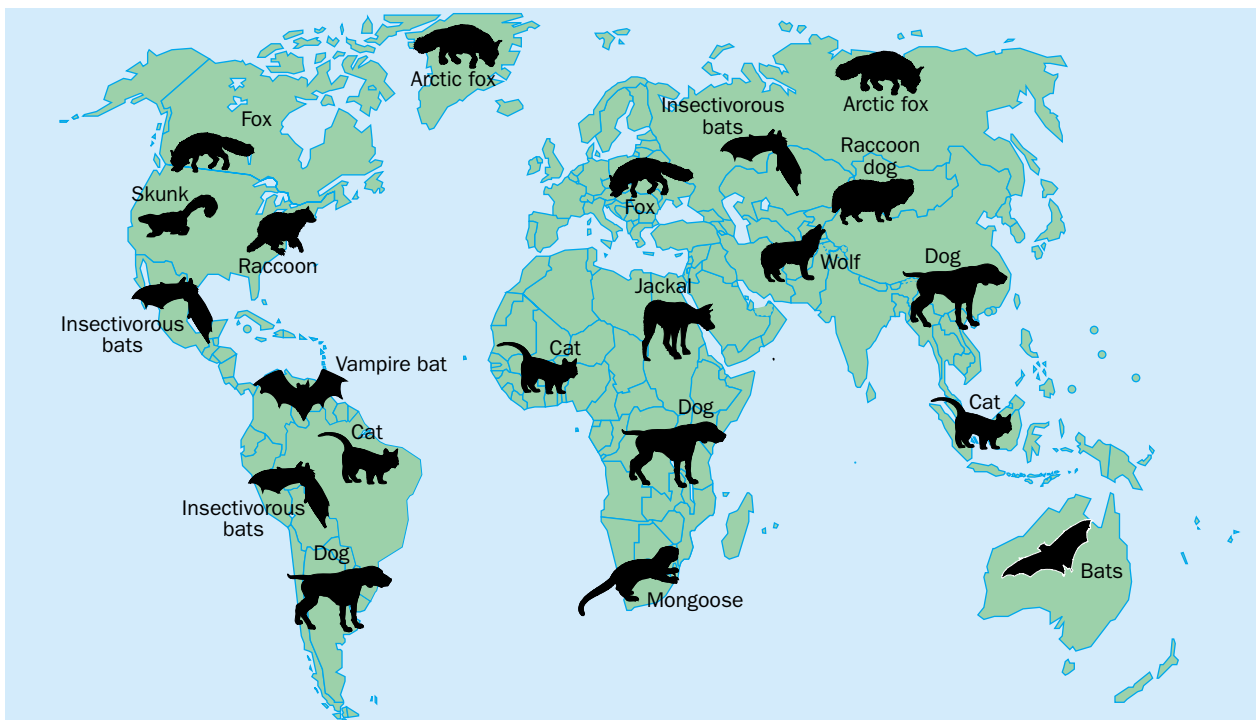 Arctic fox
Fox
Skunk
Raccoon
Insectivorous
bats
Vampire bat
Cat
Insectivorous
bats
Dog
Insectivorous
bats
Arctic fox
Raccoon
dog
Fox
Wolf
Dog
Jackal
Cat
Dog
Mongoose
Cat
Bats